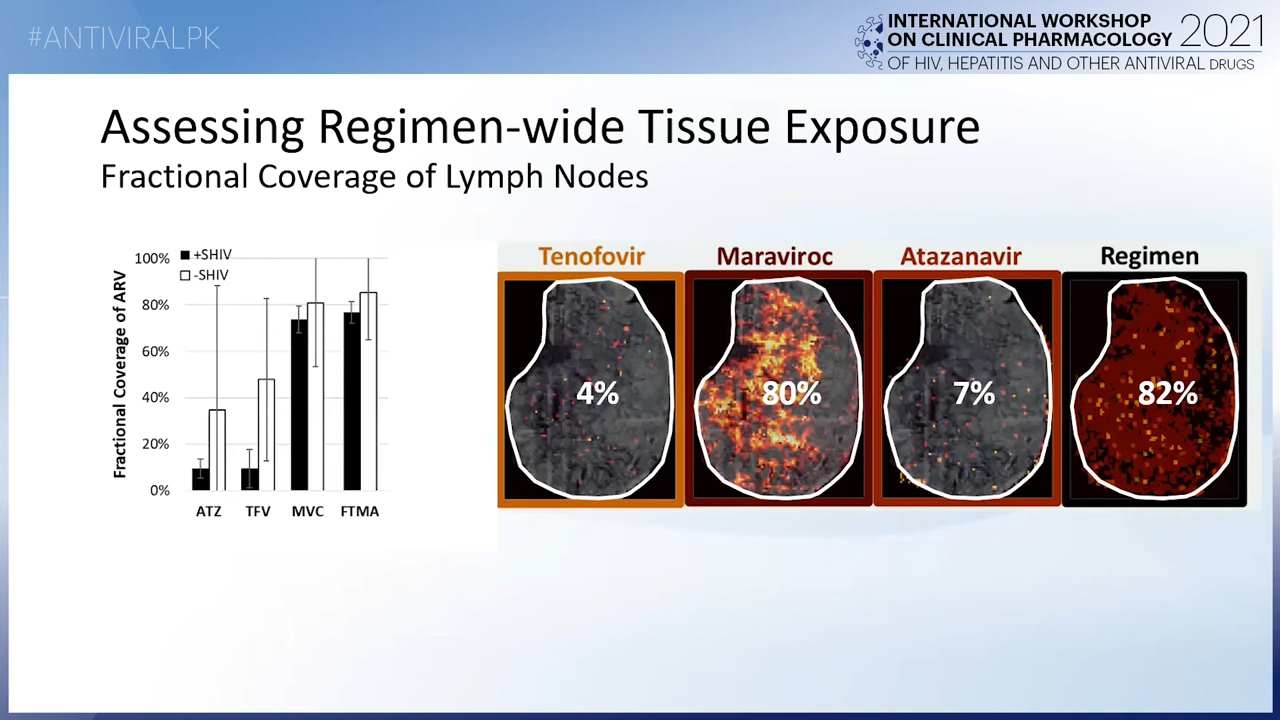 #ANTIVIRALPK
INTERNATIONAL WORKSHOP
ON CLINICAL PHARMACOLOGY 2021
OF HIV, HEPATITIS AND OTHER ANTIVIRAL DRUGS
Assessing Regimen-wide Tissue Exposure
Fractional Coverage of Lymph Nodes
Fractional Coverage of ARV
100%
80%
60%
40%
20%
0%
+SHIV
-SHIV
ATZ TFV MVC FTMA
Tenofovir Maraviroc Atazanavir Regimen
4% 80% 7% 82%